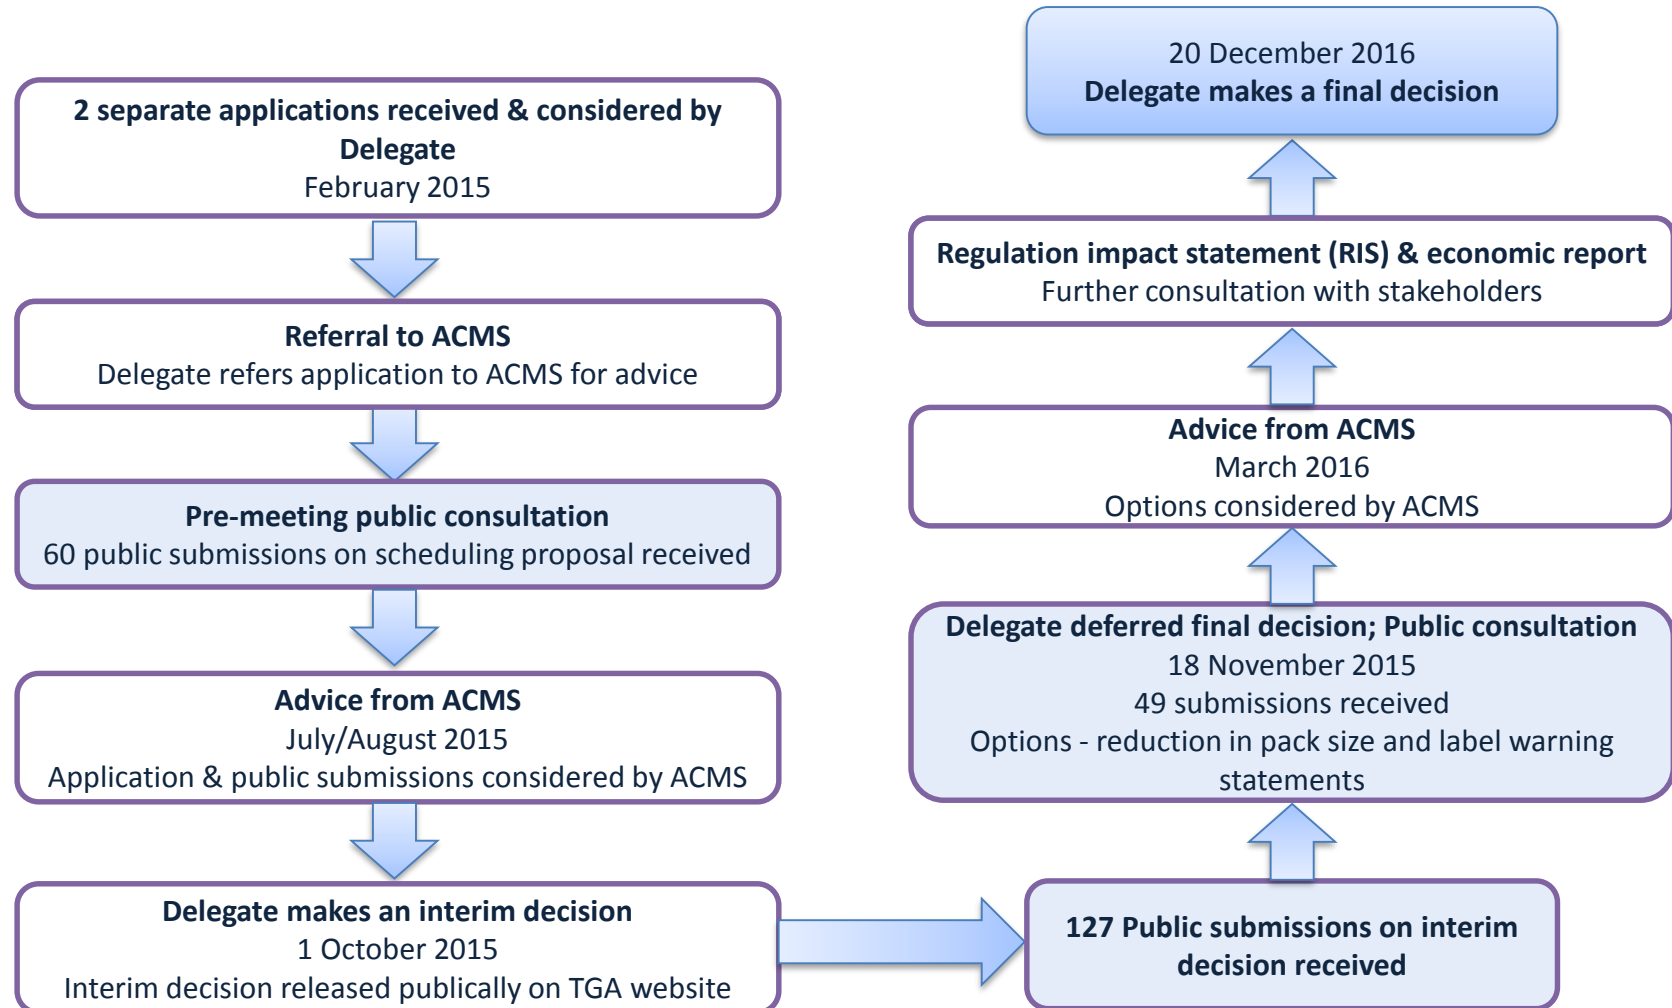 2 separate applications received & considered by
Delegate
February 2015
Referral to ACMS
Delegate refers application to ACMS for advice
Pre-meeting public consultation
60 public submissions on scheduling proposal received
Advice from ACMS
July/August 2015
Application & public submissions considered by ACMS
Delegate makes an interim decision
1 October 2015
Interim decision released publically on TGA website
127 Public submissions on interim
decision received
Delegate deferred final decision; Public consultation
18 November 2015
49 submissions received
Options - reduction in pack size and label warning
statements
Advice from ACMS
March 2016
Options considered by ACMS
Regulation impact statement (RIS) & economic report
Further consultation with stakeholders
20 December 2016
Delegate makes a final decision